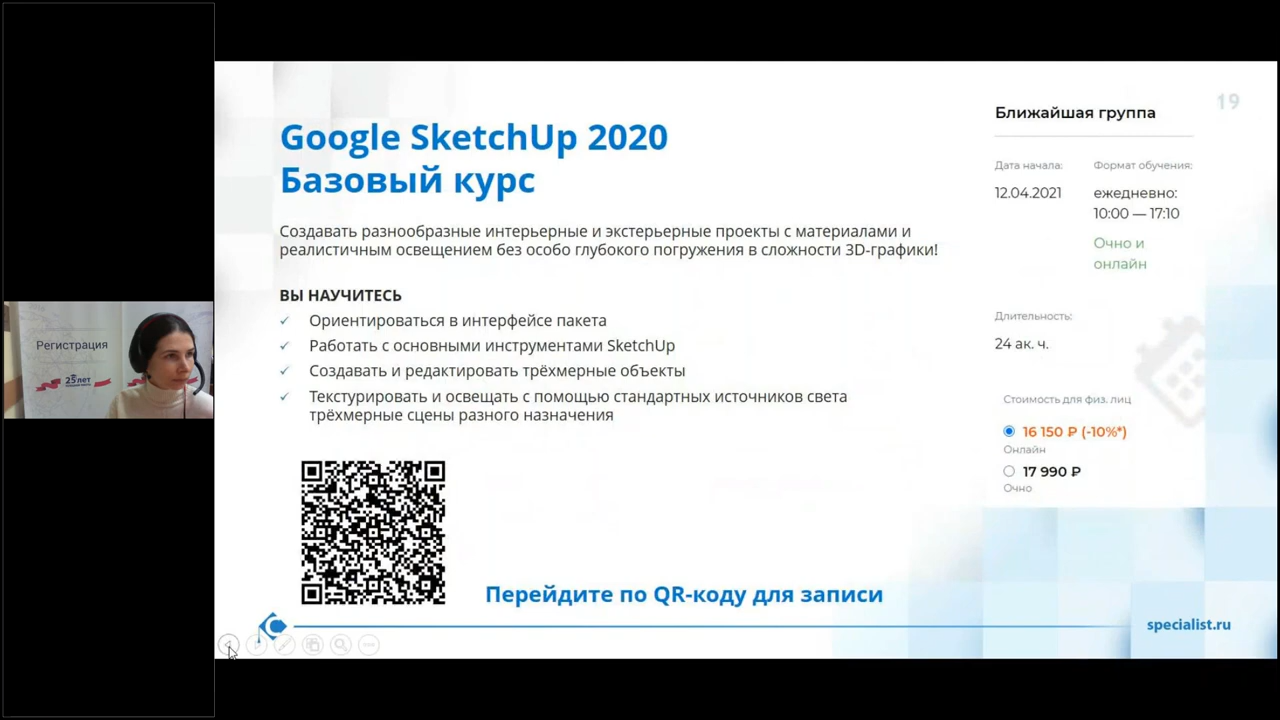 19
Google SketchUp 2020
Базовый курс
Создавать разнообразные интерьерные и экстерьерные проекты с материалами и
реалистичным освещением без особо глубокого погружения в сложности 3D-графики!
ВЫ НАУЧИТЕСЬ
Ориентироваться в интерфейсе пакета
Работать с основными инструментами SketchUp
Создавать и редактировать трёхмерные объекты
Текстурировать и освещать с помощью стандартных источников света
трёхмерные сцены разного назначения
Перейдите по QR-коду для записи
Ближайшая группа
Дата начала:
12.04.2021
Формат обучения:
ежедневно:
10:00 — 17:10
Очно и
онлайн
Длительность:
24 ак. ч.
Стоимость для физ. лиц
16 150 ₽ (-10%*)
Онлайн
17 990 ₽
Очно
specialist.ru
Регистрация
25 лет